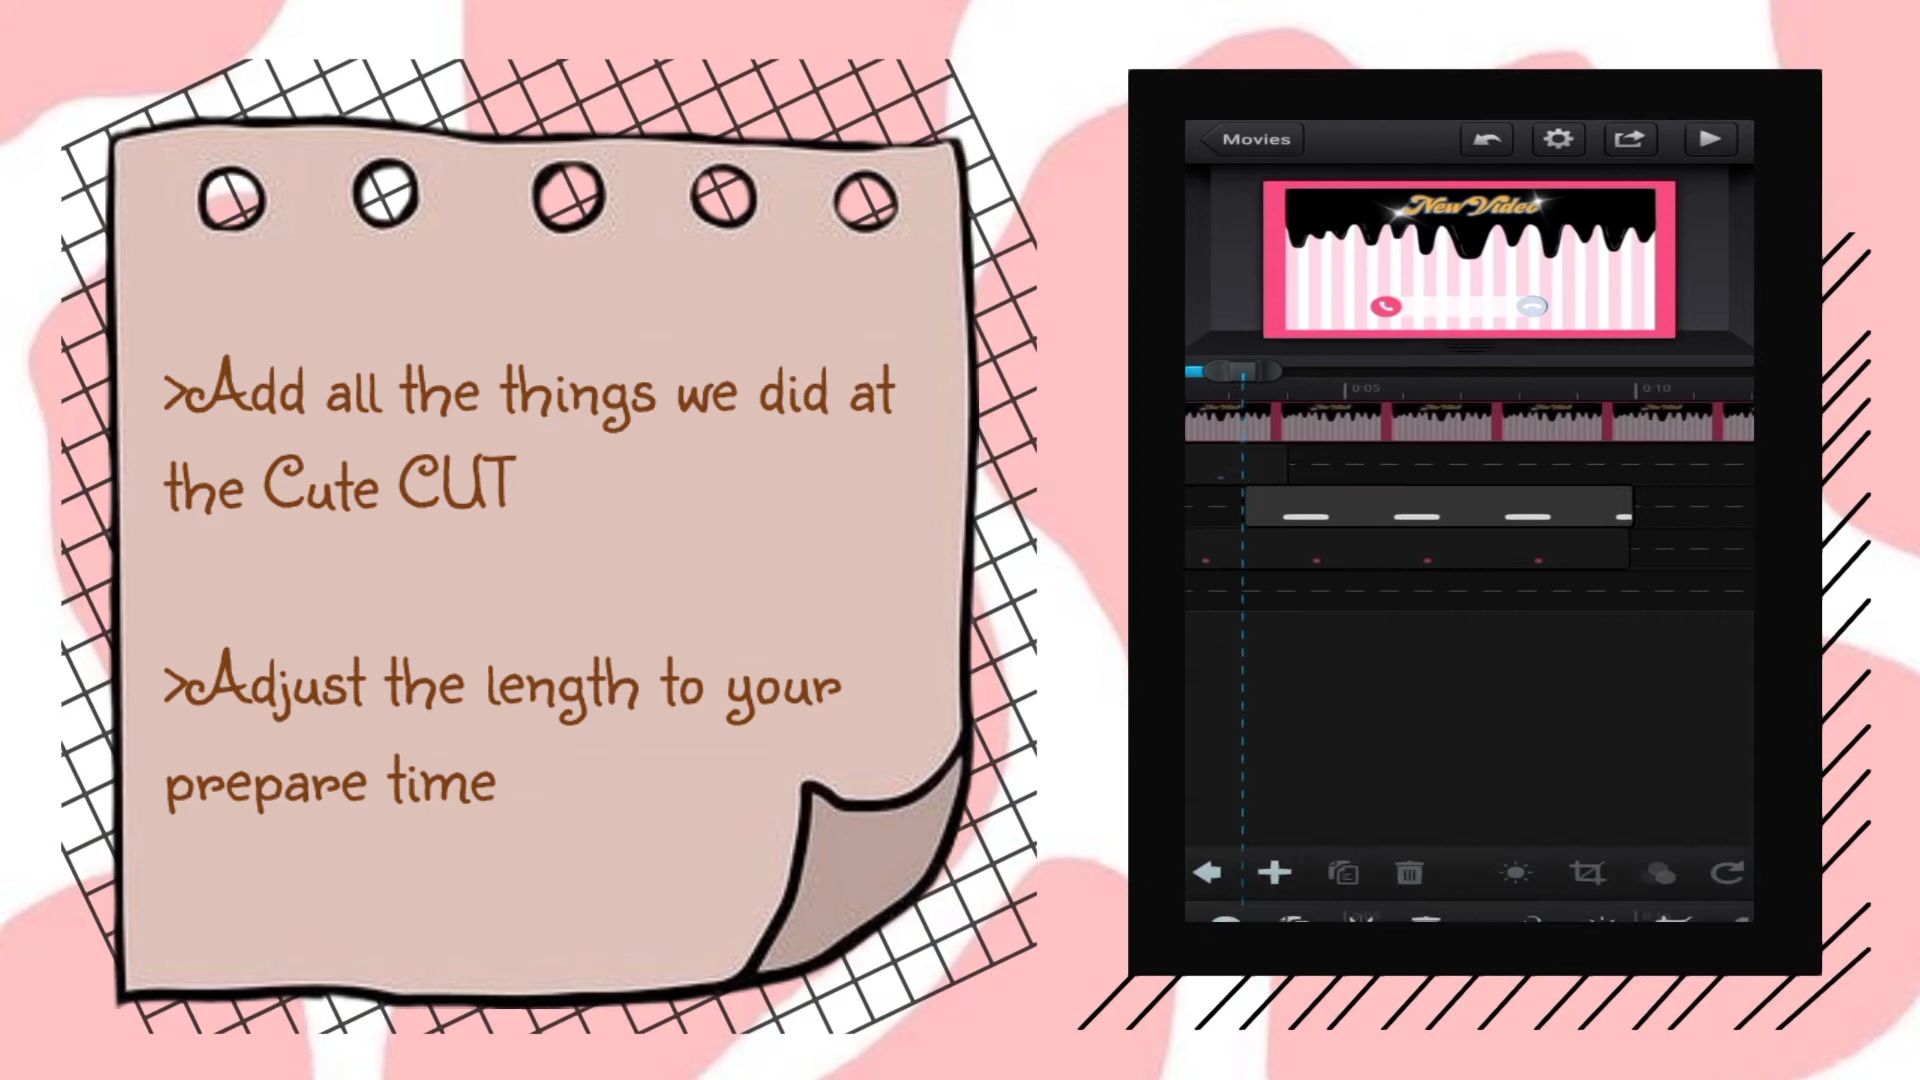 >Add all the things we did at
the Cute CUT
>Adjust the length to your
prepare time
Movies
New Video
0:05
0:10